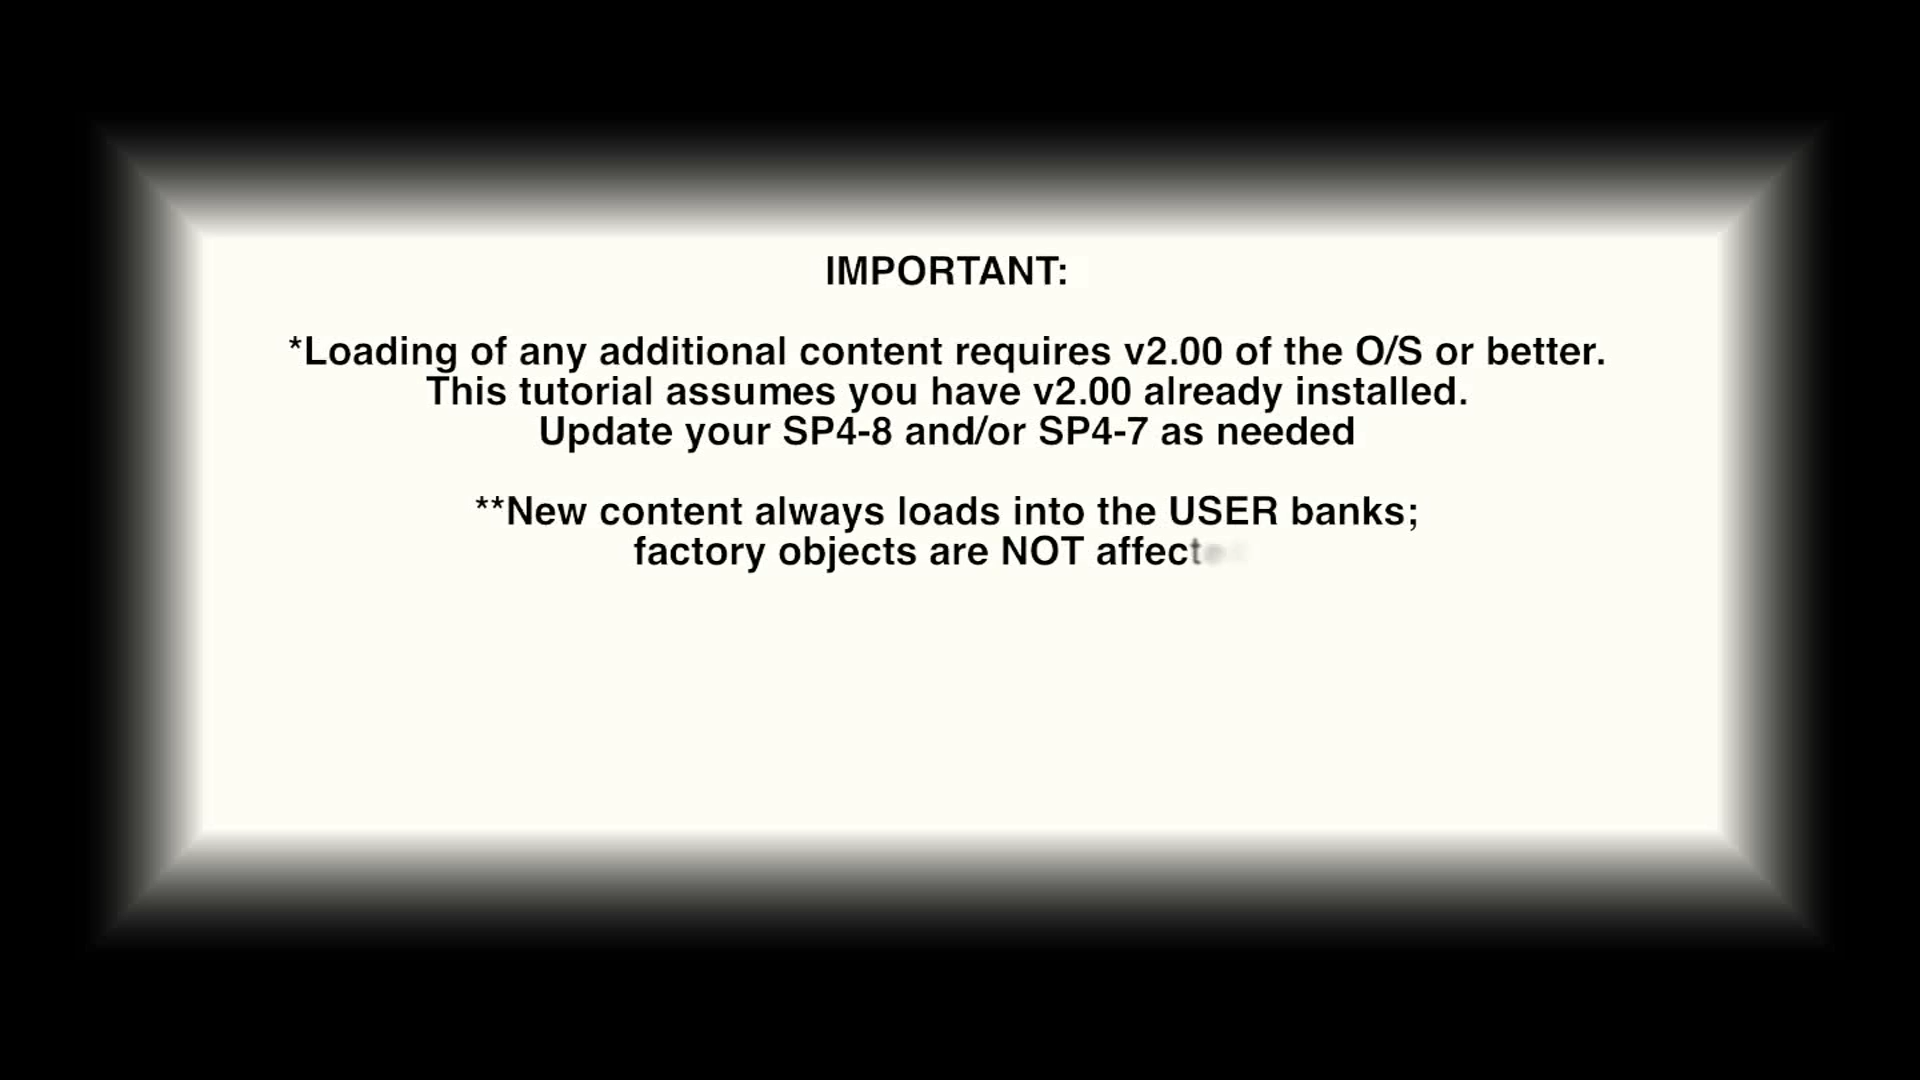 IMPORTANT:
*Loading of any additional content requires v2.00 of the O/S or better.
This tutorial assumes you have v2.00 already installed.
Update your SP4-8 and/or SP4-7 as needed
**New content always loads into the USER banks;
factory objects are NOT